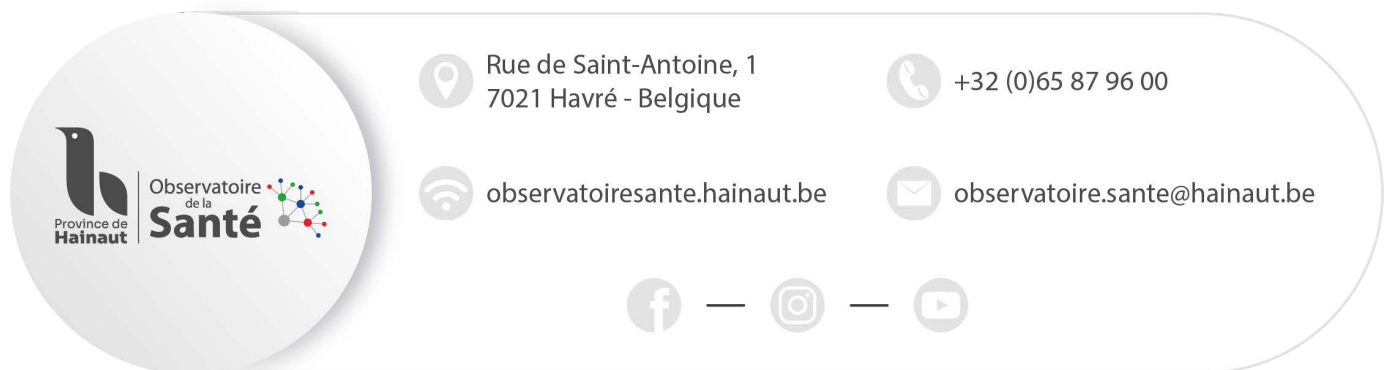 Province de
Hainaut
Observatoire
de la
Santé
Rue de Saint-Antoine, 1
7021 Havré - Belgique
+32 (0)65 87 96 00
observatoiresante.hainaut.be
observatoire.sante@hainaut.be